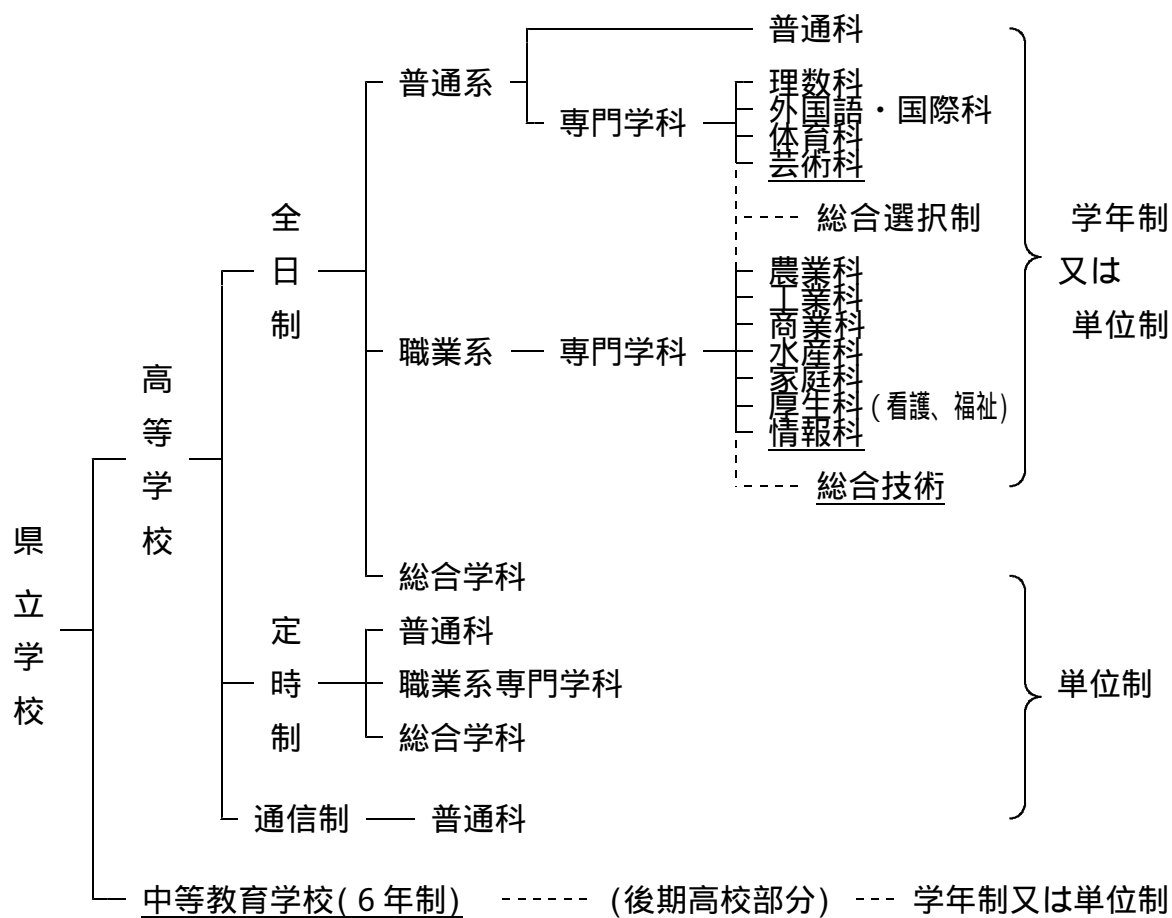 普通科
普通系
専門学科
理数科
外国語・国際科
体育科
芸術科
総合選択制
全日制
職業系
専門学科
農業科
工業科
商業科
水産科
家庭科
厚生科(看護、福祉)
情報科
総合技術
学年制
又は
単位制
高等学校
総合学科
県立学校
定時制
普通科
職業系専門学科
総合学科
単位制
通信制
普通科
中等教育学校(6年制)
(後期高校部分)
学年制又は単位制